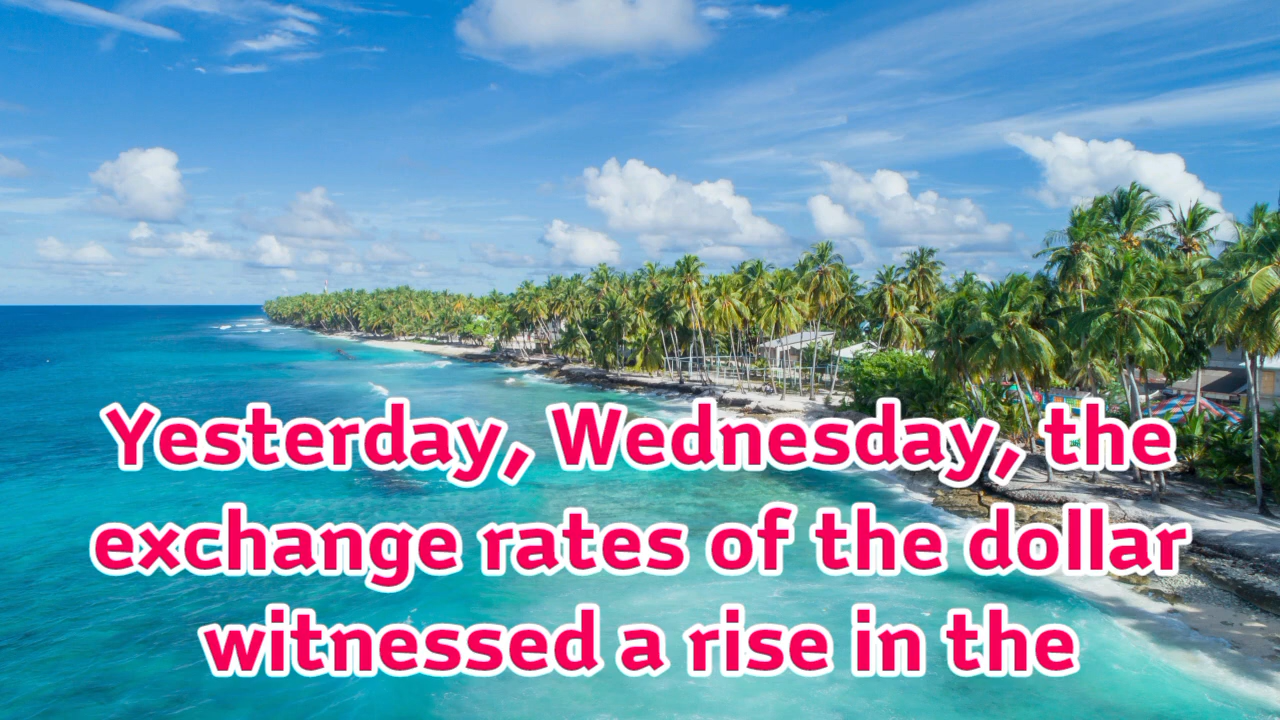 Yesterday, Wednesday, the
exchange rates of the dollar
witnessed a rise in the